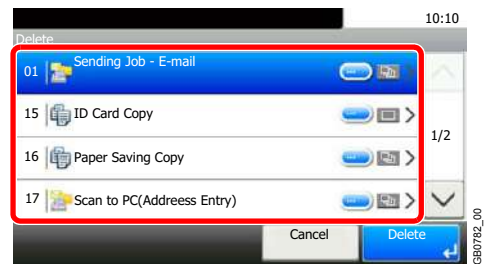 10:10
Delete
01 Sending Job - E-mail
15 ID Card Copy
1/2
16 Paper Saving Copy
17 Scan to PC(Addreess Entry)
Cancel Delete
GB0782_00